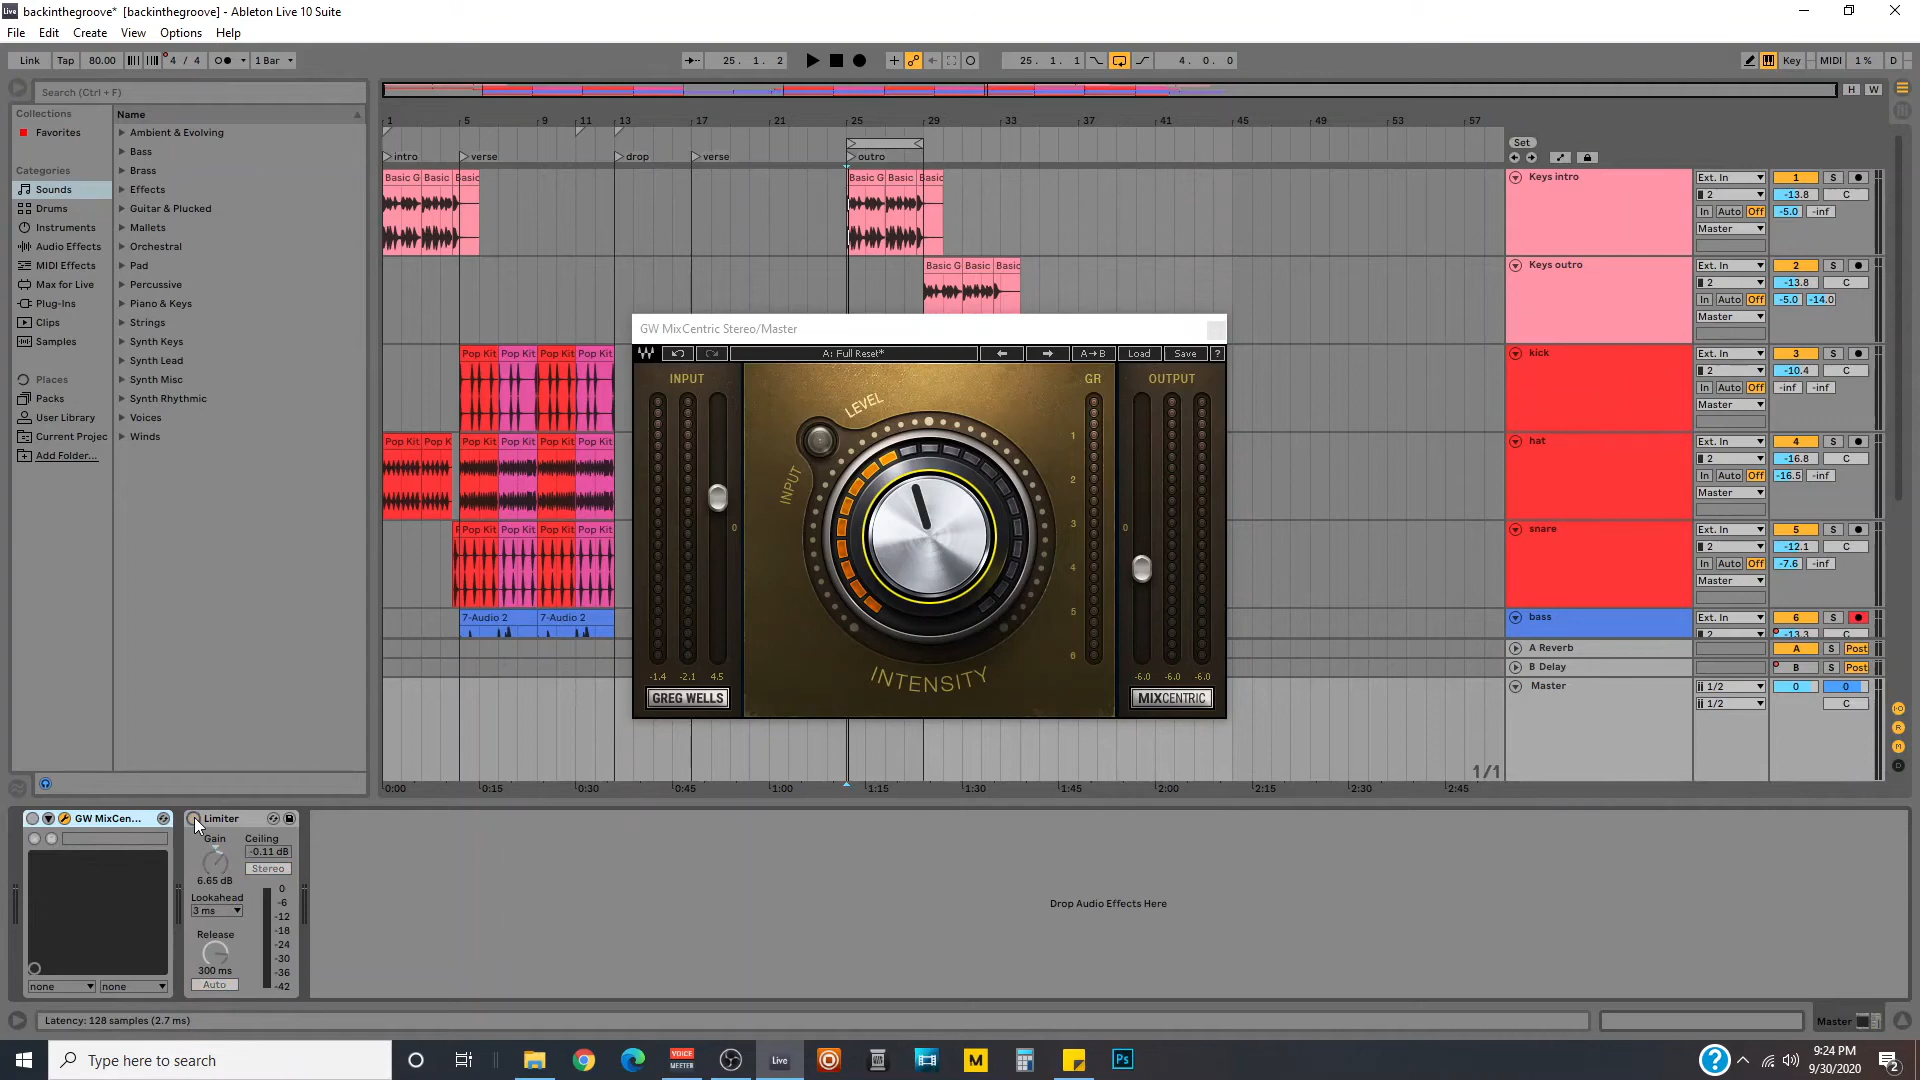 backinthegroove* [backinthegroove] - Ableton Live 10 Suite
File Edit Create View Options Help
Link Tap 80.00 4 / 4 1 Bar 25. 1. 2 25. 1. 1 4. 0. 0 Key MIDI 1 % D
Search (Ctrl + F)
H W
Collections
Favorites
Categories
Sounds
Drums
Instruments
Audio Effects
MIDI Effects
Max for Live
Plug-Ins
Clips
Samples
Places
Packs
User Library
Current Projec
Add Folder...
Name
Ambient & Evolving
Bass
Brass
Effects
Guitar & Plucked
Mallets
Orchestral
Pad
Percussive
Piano & Keys
Strings
Synth Keys
Synth Lead
Synth Misc
Synth Rhythmic
Voices
Winds
1 5 9 11 13 17 21 25 29 33 37 41 45 49 53 57
Set
intro verse drop verse outro
Basic G Basic Basic Basic G Basic Basic
Keys intro Ext. In 1 S
2 -13.8 C
In Auto Off -5.0 -inf
Master
Basic G Basic Basic
Keys outro Ext. In 2 S
2 -13.8 C
In Auto Off -5.0 -14.0
Master
Pop Kit Pop Kit Pop Kit Pop Kit
kick Ext. In 3 S
2 -10.4 C
In Auto Off -inf -inf
Master
Pop Kit Pop K Pop Kit Pop Kit Pop Kit Pop Kit
hat Ext. In 4 S
2 -16.8 C
In Auto Off -16.5 -inf
Master
F Pop Kit Pop Kit Pop Kit Pop Kit
snare Ext. In 5 S
2 -12.1 C
In Auto Off -7.6 -inf
Master
7-Audio 2 7-Audio 2
bass Ext. In 6 S
2 -13.3 C
A Reverb A S Post
B Delay B S Post
Master 1/2 0 0
1/2 C
1/1
0:00 0:15 0:30 0:45 1:00 1:15 1:30 1:45 2:00 2:15 2:30 2:45
GW MixCentric Stereo/Master
A: Full Reset* A→B Load Save ?
INPUT GR OUTPUT
LEVEL
INPUT
0
1
2
3
4
5
6
0
INTENSITY
-1.4 -2.1 4.5
-6.0 -6.0 -6.0
GREG WELLS
MIXCENTRIC
GW MixCen...
none none
Limiter
Gain Ceiling
-0.11 dB
Stereo
6.65 dB
Lookahead
3 ms
Release
300 ms
Auto
0
-6
-12
-18
-24
-30
-36
-42
Drop Audio Effects Here
Latency: 128 samples (2.7 ms)
Master
I·O
R
M
D
Type here to search
VOICE
MEETER
Live
M
Ps
?
9:24 PM
9/30/2020
2